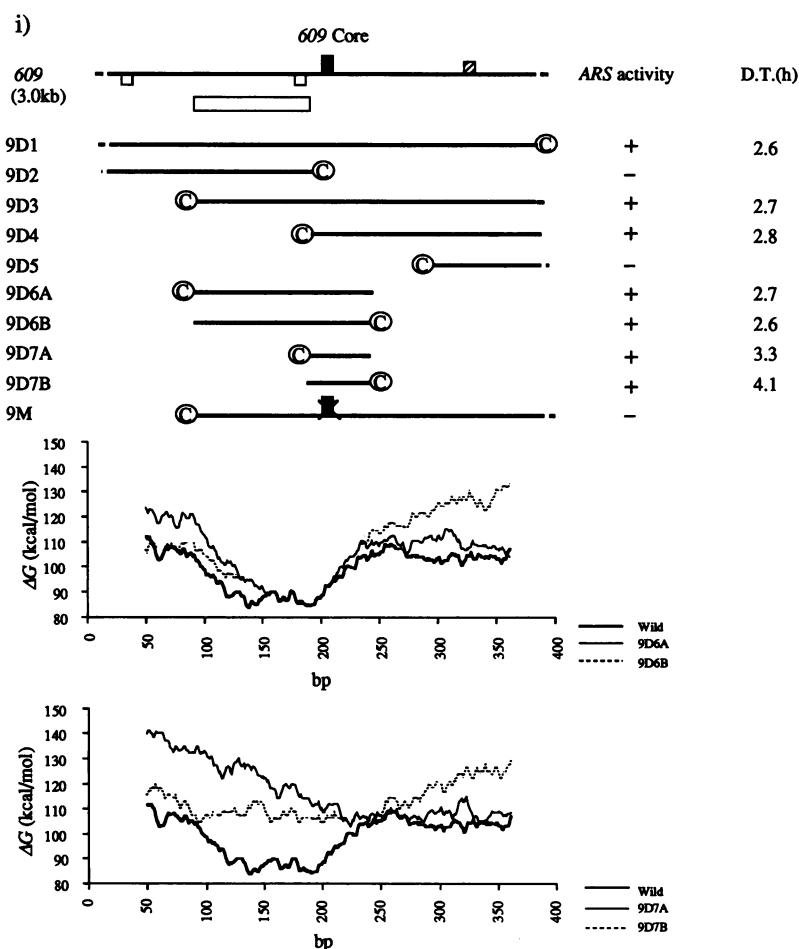 i)
609 Core
609 ARS activity D.T.(h)
(3.0kb)
9D1 C + 2.6
9D2 C −
9D3 C + 2.7
9D4 C + 2.8
9D5 C −
9D6A C + 2.7
9D6B C + 2.6
9D7A C + 3.3
9D7B C + 4.1
9M C −
150
140
130
120
110
100
90
80
ΔG (kcal/mol)
0 50 100 150 200 250 300 350 400
bp
Wild
9D6A
9D6B
150
140
130
120
110
100
90
80
ΔG (kcal/mol)
0 50 100 150 200 250 300 350 400
bp
Wild
9D7A
9D7B